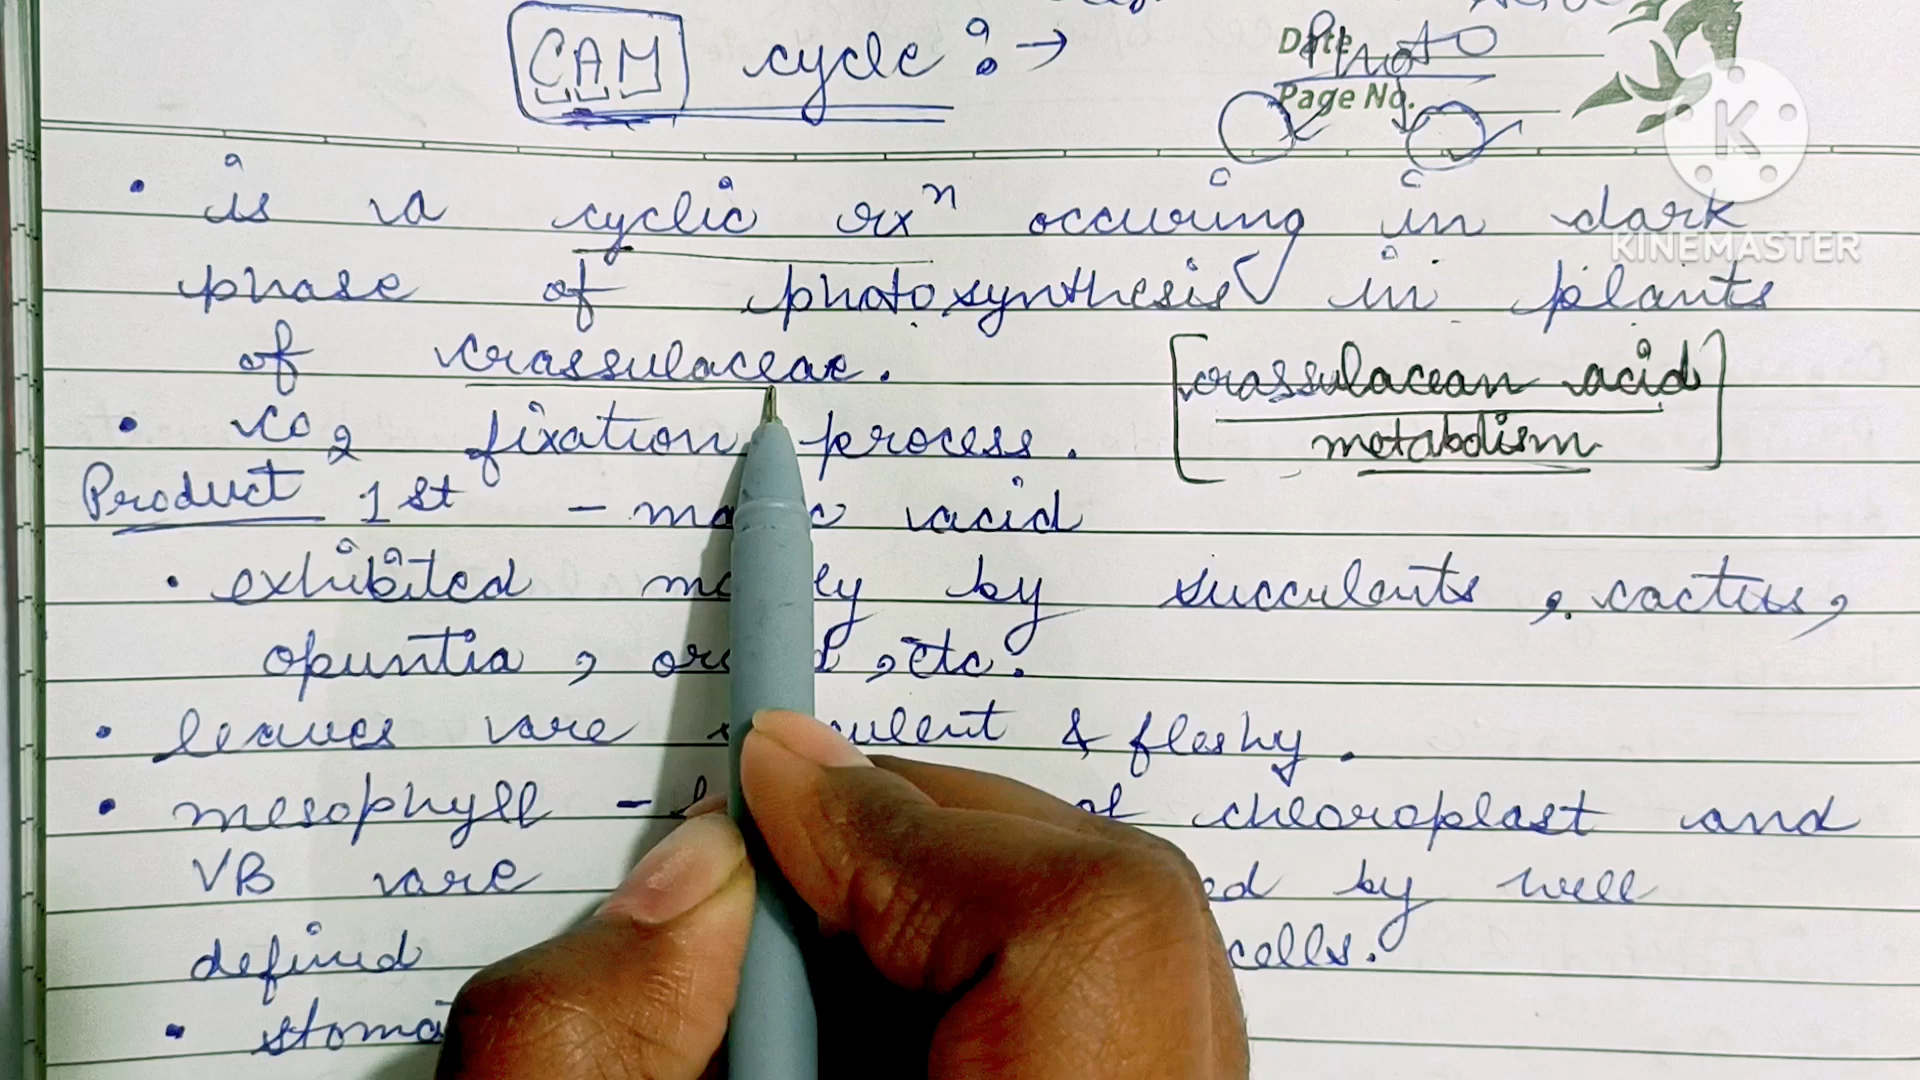 CAM cycle :→
Date
Page No.
K
KINEMASTER
• is a cyclic rxⁿ occuring in dark
phase of photosynthesis in plants
of crassulaceae.
[crassulacean acid
metabolism]
• CO2 fixation process.
Product 1st - acid
• exhibited by succulents, cactus,
opuntia, , etc.
• leaves are & fleshy.
• mesophyll - of chloroplast and
VB are by well
defined cells.
•